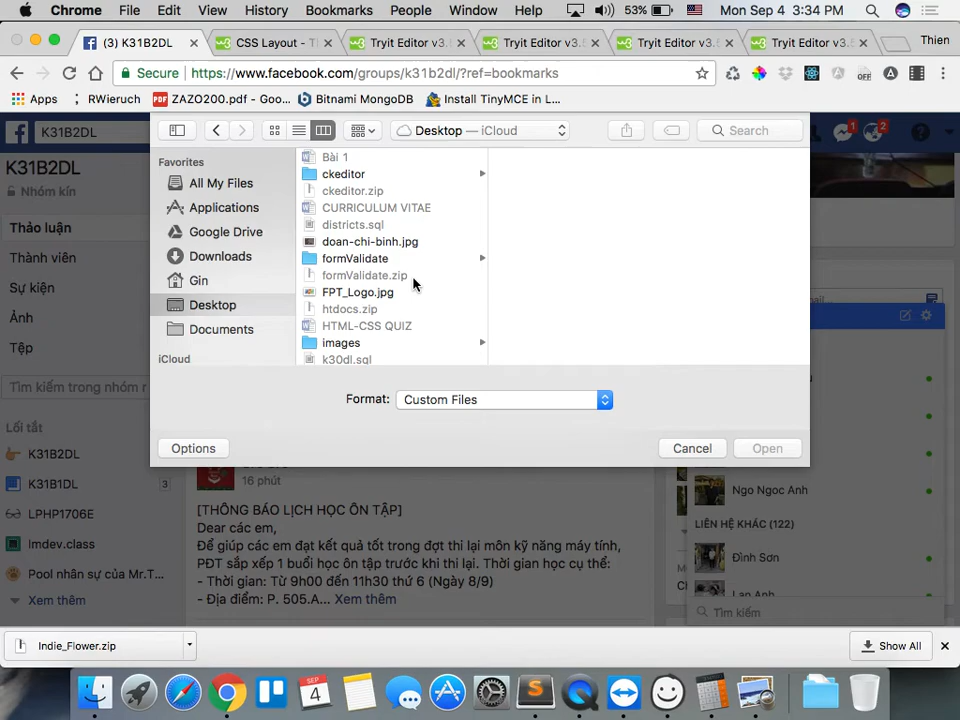 Chrome File Edit View History Bookmarks People Window Help 53% Mon Sep 4 3:34 PM
(3) K31B2DL
CSS Layout - T
Tryit Editor v3.
Tryit Editor v3.5
Tryit Editor v3.
Tryit Editor v3.5
Thien
Secure https://www.facebook.com/groups/k31b2dl/?ref=bookmarks
OFF
Apps RWieruch ZAZO200.pdf - Goo... Bitnami MongoDB Install TinyMCE in L...
K31B2DL
1
2
Desktop — iCloud
Search
K31B2DL
Nhóm kín
Thảo luận
Thành viên
Sự kiện
Ảnh
Tệp
Tìm kiếm trong nhóm n
Lối tắt
K31B2DL
K31B1DL 3
LPHP1706E
Imdev.class
Pool nhân sự của Mr.T...
Xem thêm
Favorites
All My Files
Applications
Google Drive
Downloads
Gin
Desktop
Documents
iCloud
Bài 1
ckeditor
ckeditor.zip
CURRICULUM VITAE
districts.sql
doan-chi-binh.jpg
formValidate
formValidate.zip
FPT_Logo.jpg
htdocs.zip
HTML-CSS QUIZ
images
k30dl.sql
Format: Custom Files
Options
Cancel
Open
16 phút
[THÔNG BÁO LỊCH HỌC ÔN TẬP]
Dear các em,
Để giúp các em đạt kết quả tốt trong đợt thi lại môn kỹ năng máy tính,
PĐT sắp xếp 1 buổi học ôn tập trước khi thi lại. Thời gian học cụ thể:
- Thời gian: Từ 9h00 đến 11h30 thứ 6 (Ngày 8/9)
- Địa điểm: P. 505.A... Xem thêm
Ngo Ngoc Anh
LIÊN HỆ KHÁC (122)
Đình Sơn
Lan Anh
Tìm kiếm
Indie_Flower.zip
Show All
SEP
4